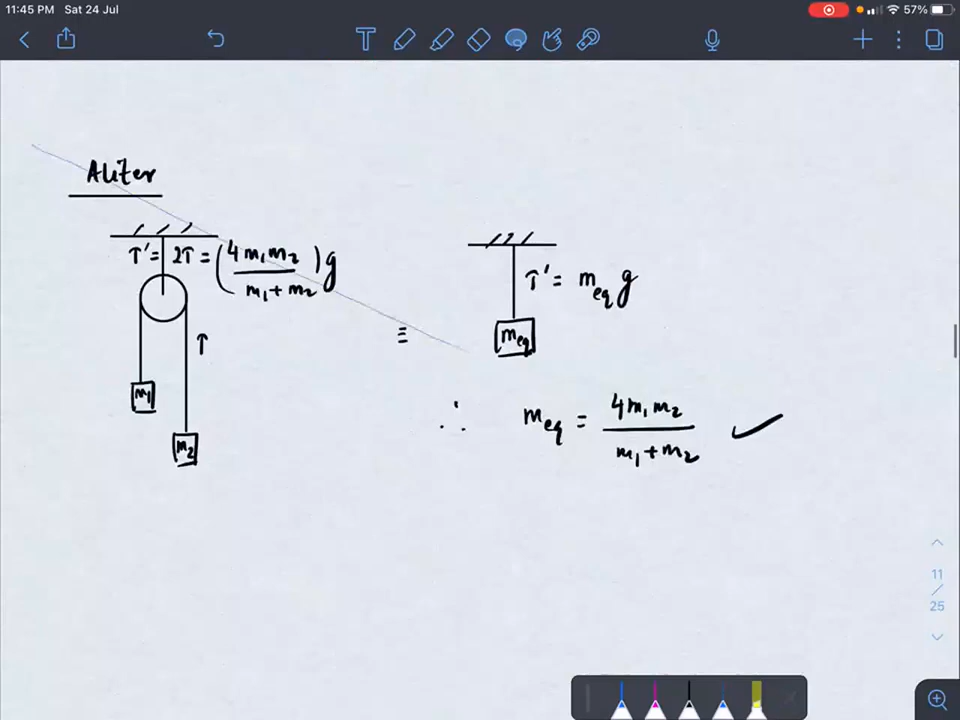 11:45 PM Sat 24 Jul
57%
Aliter
T' = 2T = (4m₁m₂ / m₁+m₂) g
T
m₁
m₂
≡
T' = m_eq g
m_eq
∴ m_eq = 4m₁m₂ / m₁+m₂ ✓
11
/
25